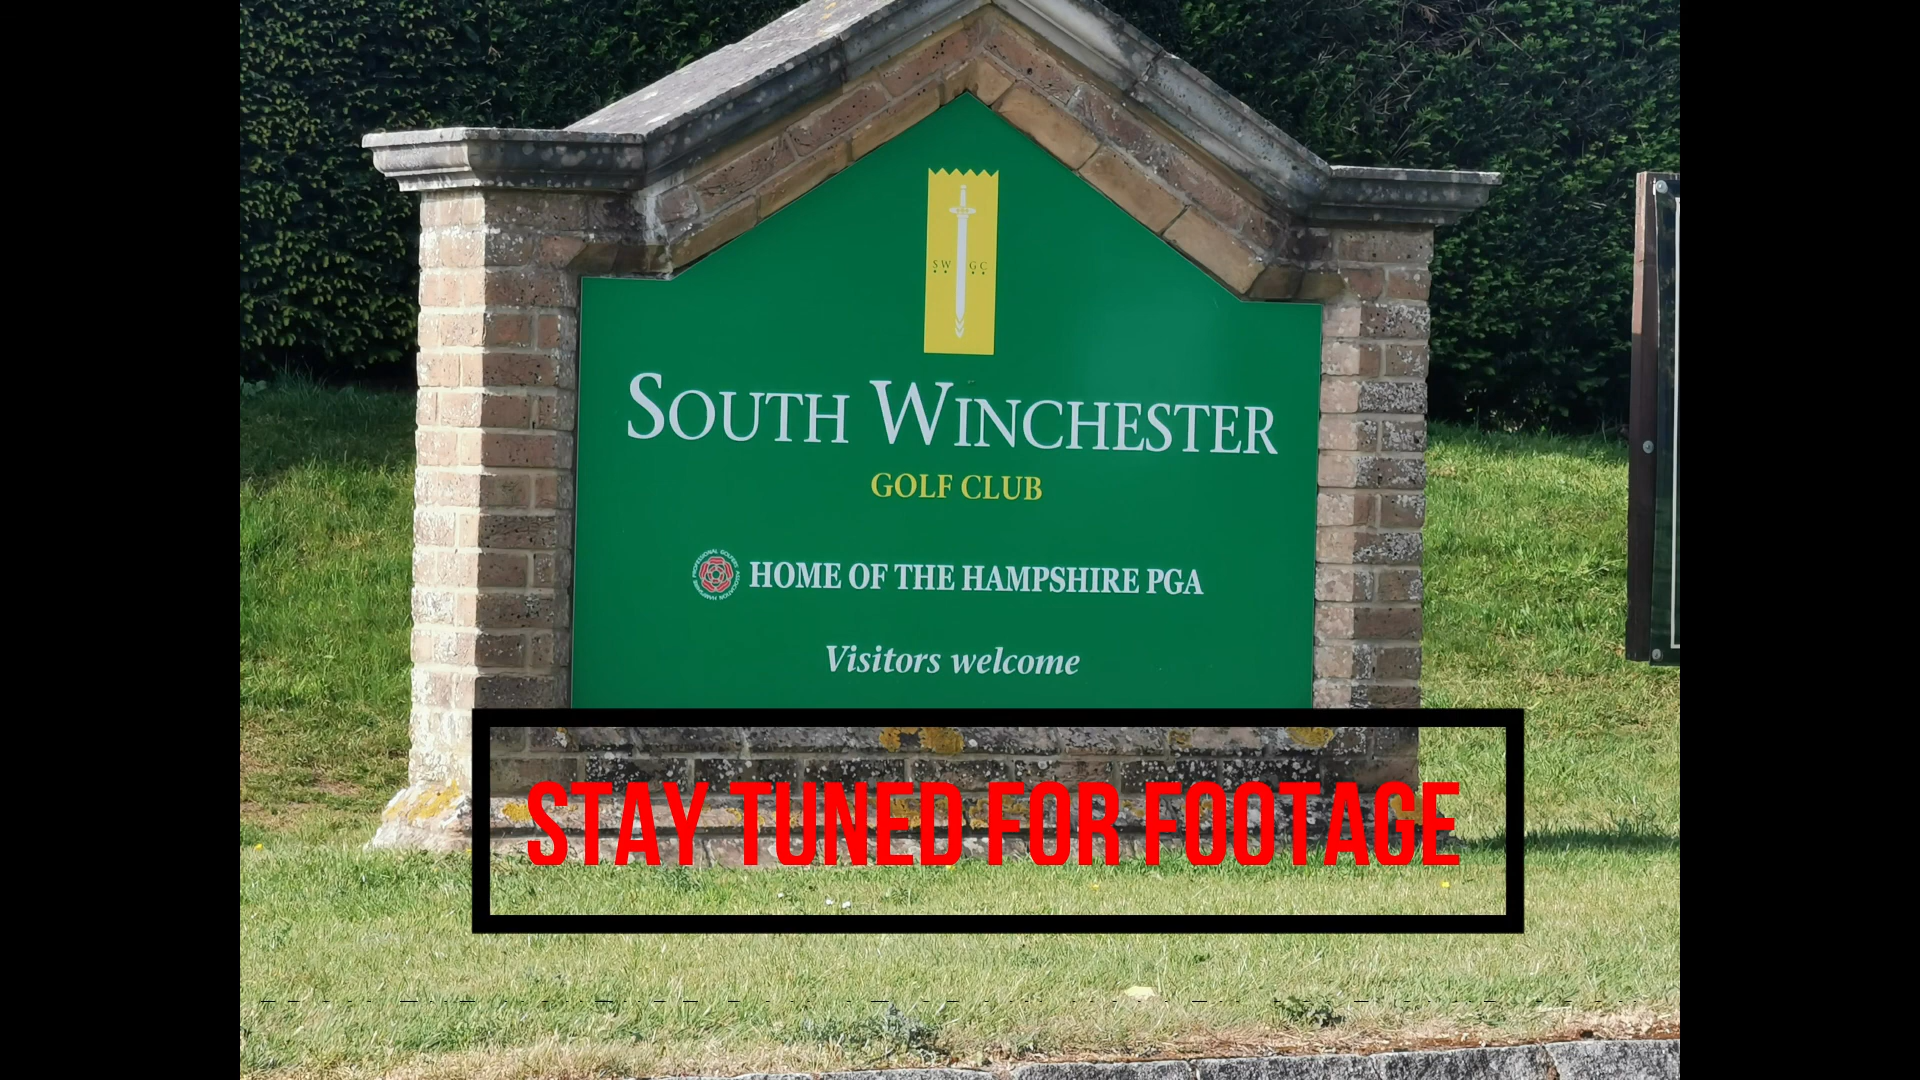 SW GC
SOUTH WINCHESTER
GOLF CLUB
HOME OF THE HAMPSHIRE PGA
Visitors welcome
STAY TUNED FOR FOOTAGE